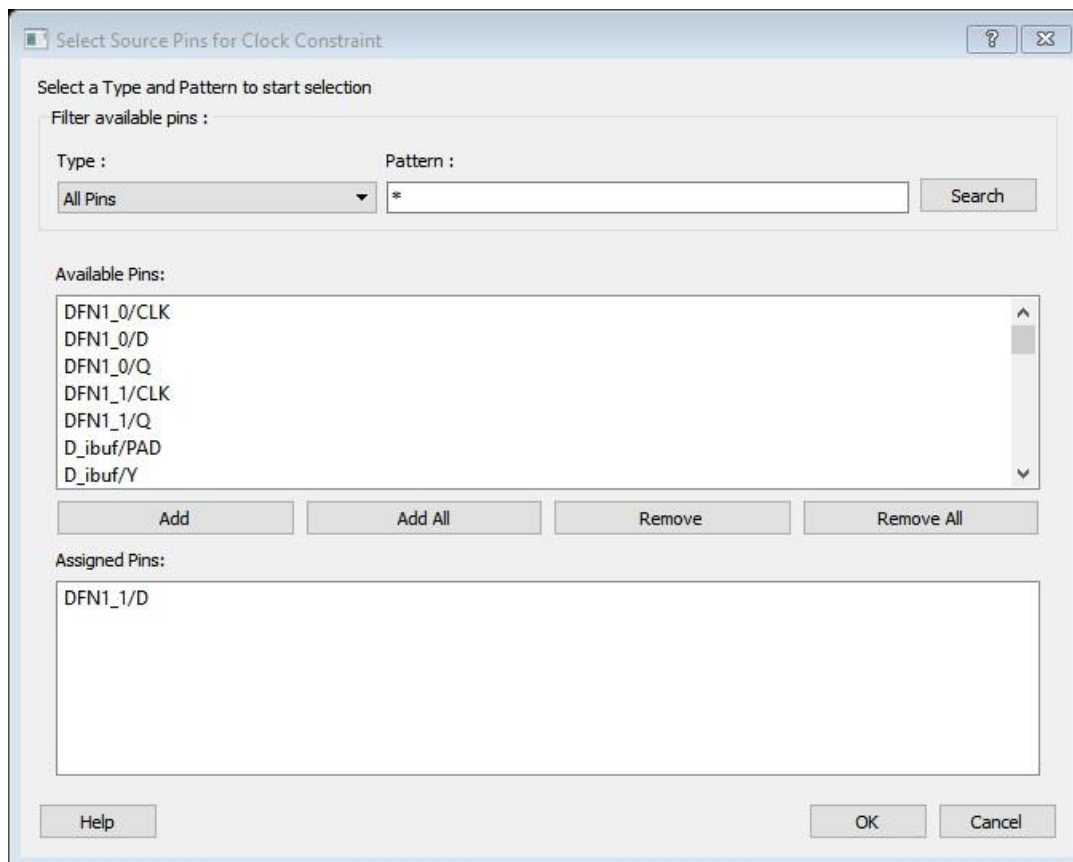 Select Source Pins for Clock Constraint
Select a Type and Pattern to start selection
Filter available pins :
Type :
Pattern :
All Pins
*
Search
Available Pins:
DFN1_0/CLK
DFN1_0/D
DFN1_0/Q
DFN1_1/CLK
DFN1_1/Q
D_ibuf/PAD
D_ibuf/Y
Add
Add All
Remove
Remove All
Assigned Pins:
DFN1_1/D
Help
OK
Cancel